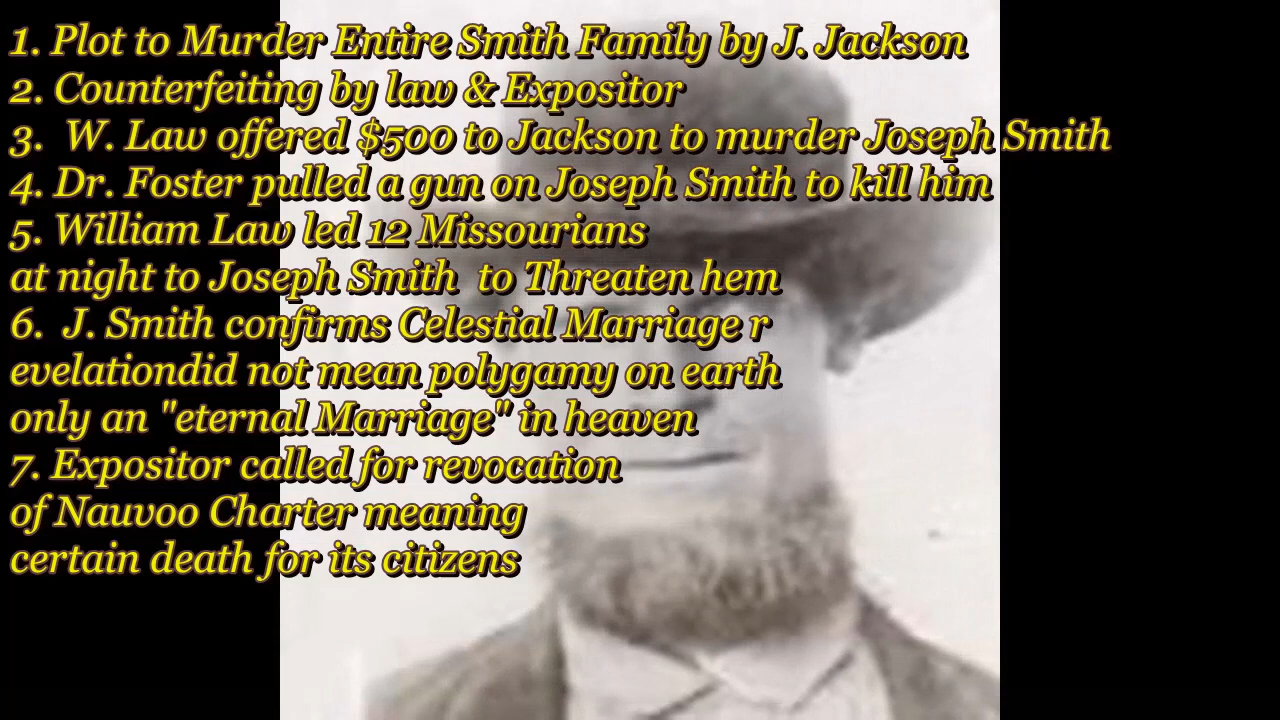 1. Plot to Murder Entire Smith Family by J. Jackson
2. Counterfeiting by law & Expositor
3. W. Law offered $500 to Jackson to murder Joseph Smith
4. Dr. Foster pulled a gun on Joseph Smith to kill him
5. William Law led 12 Missourians
at night to Joseph Smith to Threaten hem
6. J. Smith confirms Celestial Marriage r
evelationdid not mean polygamy on earth
only an "eternal Marriage" in heaven
7. Expositor called for revocation
of Nauvoo Charter meaning
certain death for its citizens